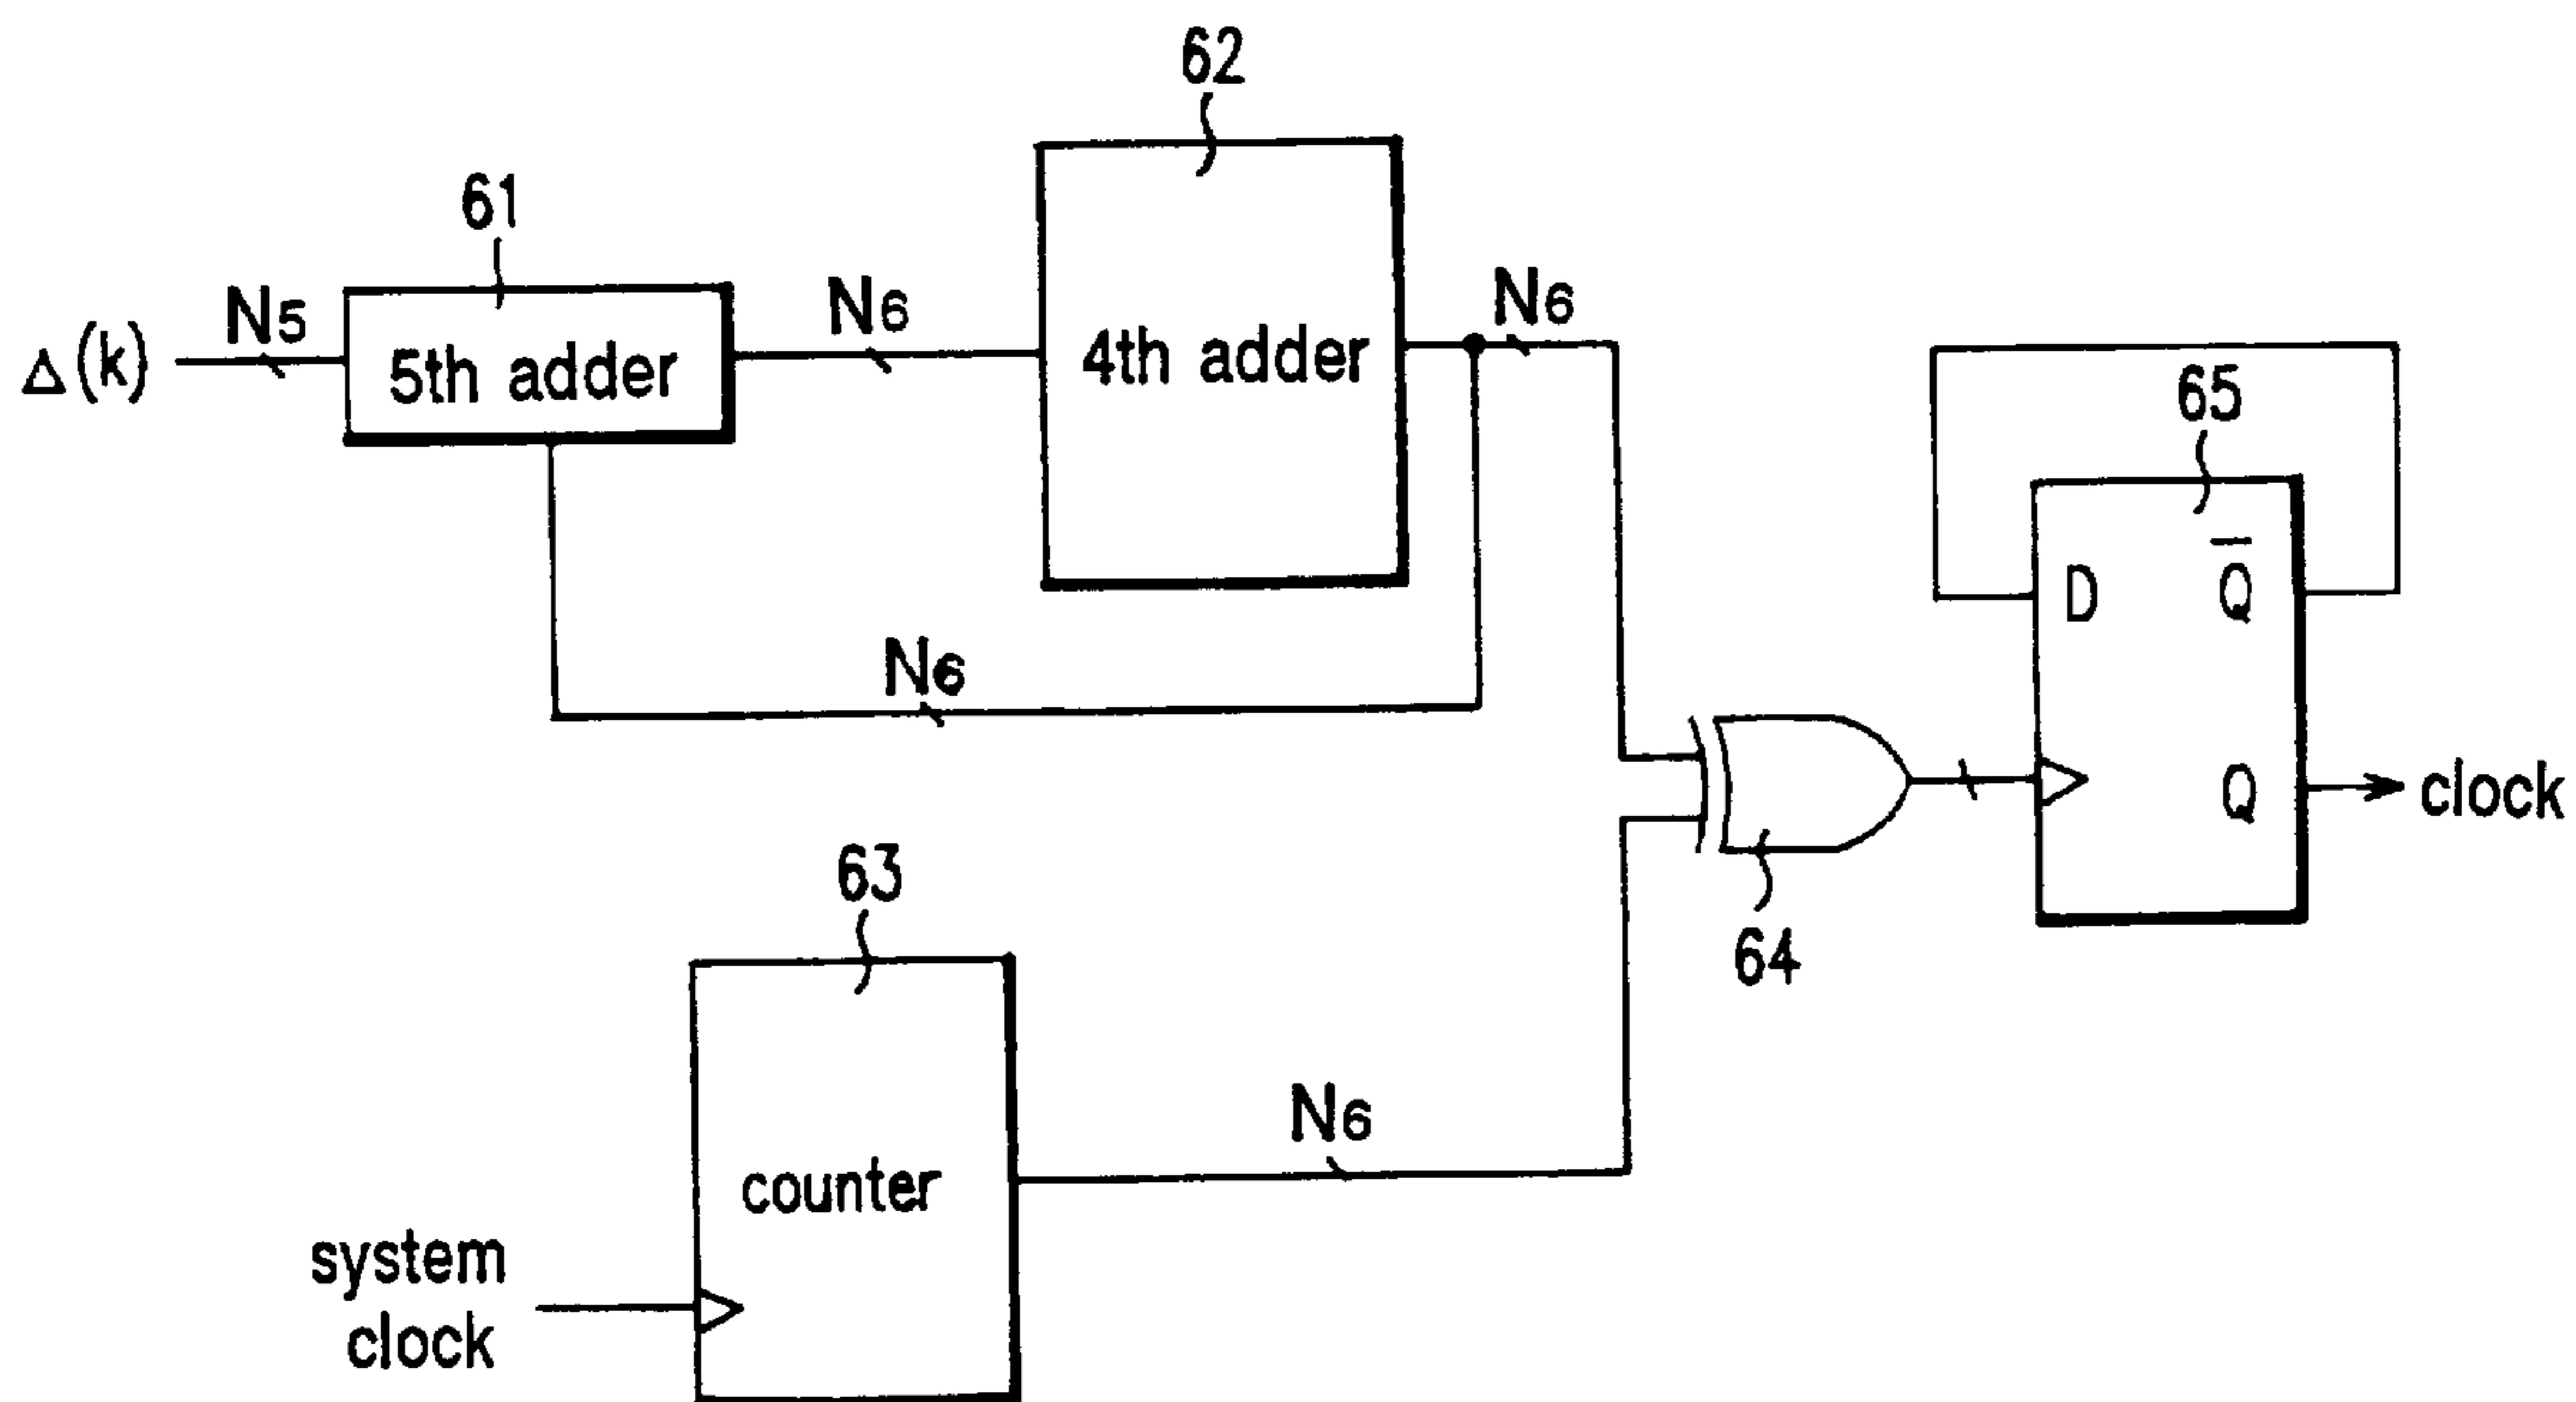 62
61
Δ(k)
N5
5th adder
N6
4th adder
N6
65
D
Q̅
Q
clock
N6
64
63
counter
N6
system
clock